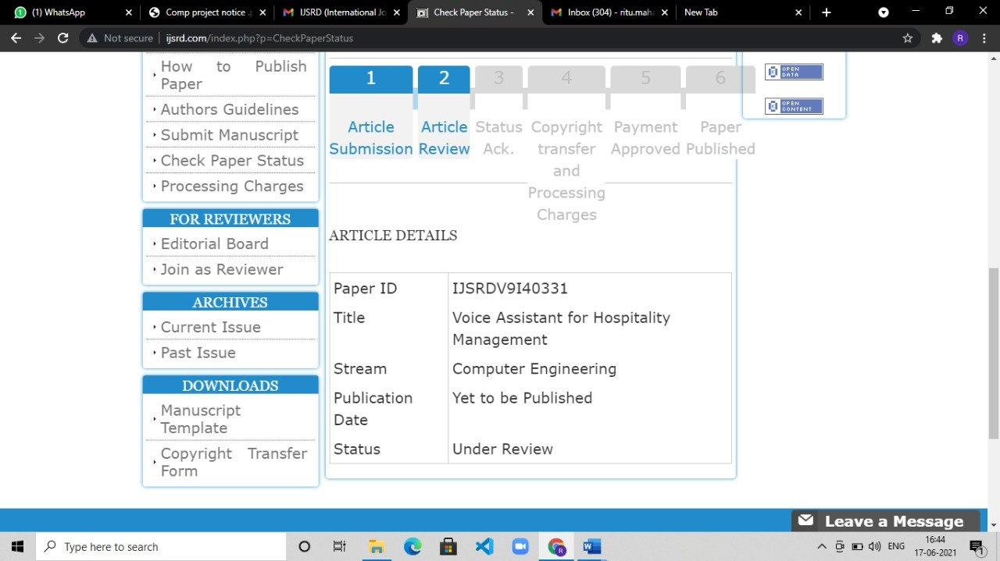 (1) WhatsApp
Comp project notice .p
IJSRD (International Jo
Check Paper Status -
Inbox (304) - ritu.maha
New Tab
Not secure
ijsrd.com/index.php?p=CheckPaperStatus
R
How to Publish
Paper
Authors Guidelines
Submit Manuscript
Check Paper Status
Processing Charges
FOR REVIEWERS
Editorial Board
Join as Reviewer
ARCHIVES
Current Issue
Past Issue
DOWNLOADS
Manuscript
Template
Copyright Transfer
Form
1 2 3 4 5 6
Article Article Status Copyright Payment Paper
Submission Review Ack. transfer Approved Published
and
Processing
Charges
ARTICLE DETAILS
Paper ID IJSRDV9I40331
Title Voice Assistant for Hospitality
Management
Stream Computer Engineering
Publication Yet to be Published
Date
Status Under Review
OPEN
DATA
OPEN
CONTENT
Leave a Message
Type here to search
ENG
16:44
17-06-2021
1